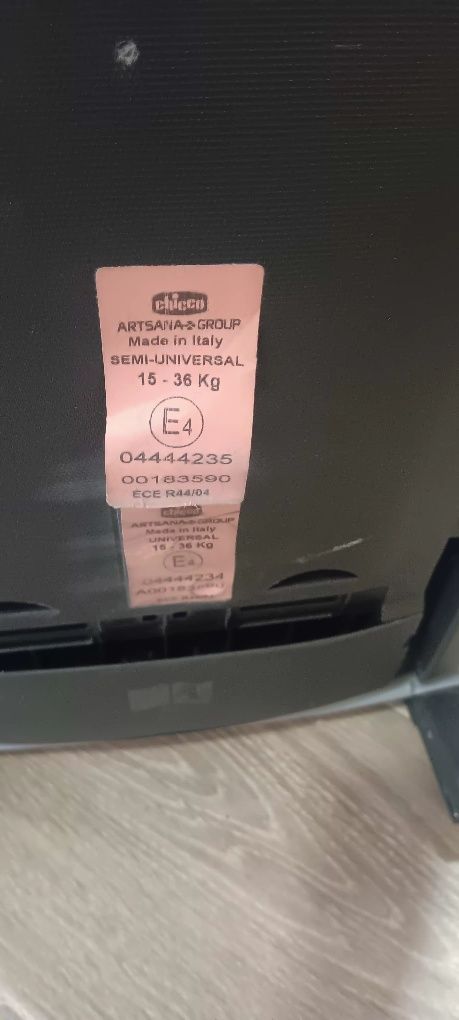 chicco
ARTSANA GROUP
Made in Italy
SEMI-UNIVERSAL
15 - 36 Kg
E4
04444235
00183590
ECE R44/04
chicco
ARTSANA GROUP
Made in Italy
UNIVERSAL
15 - 36 Kg
E4
04444234